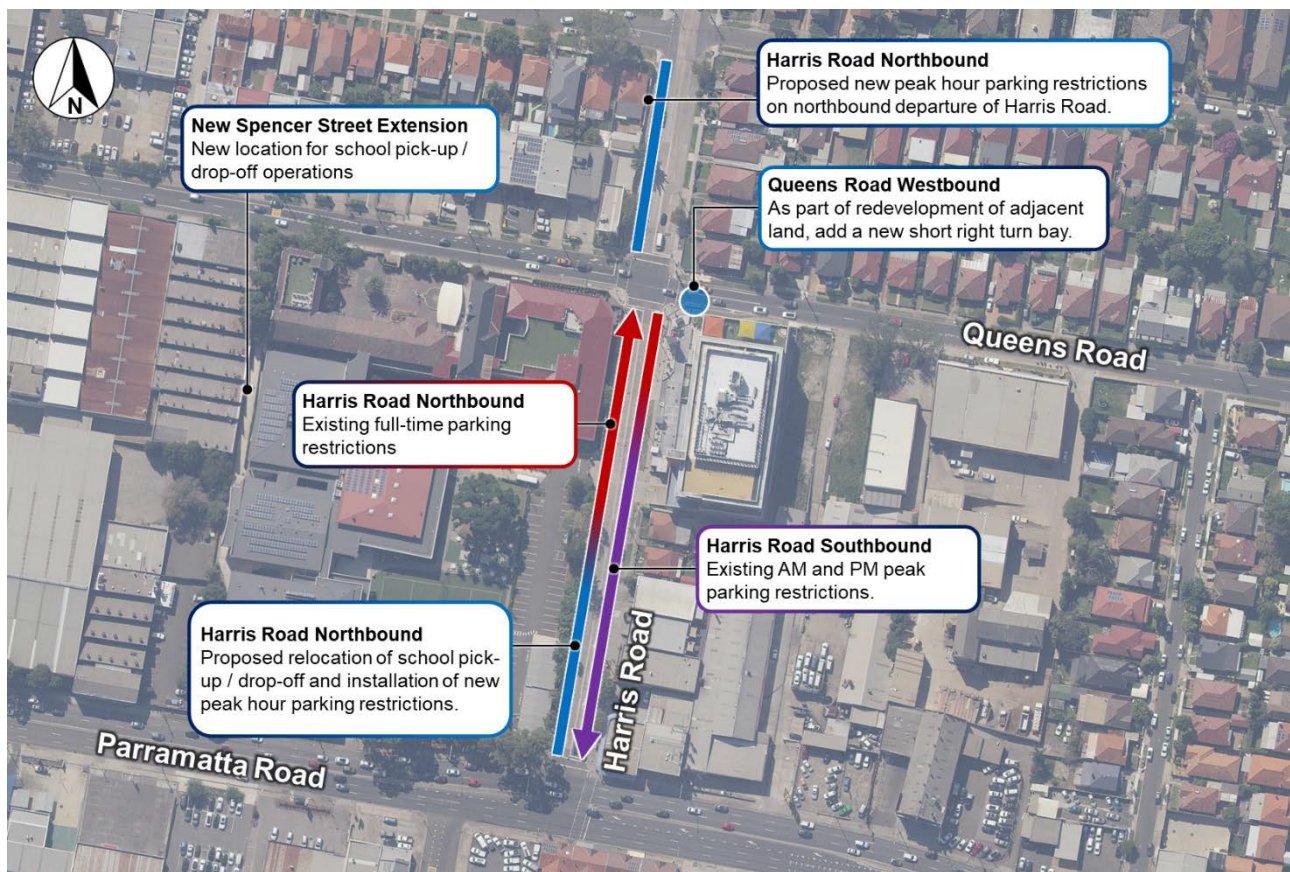 N
Harris Road Northbound
Proposed new peak hour parking restrictions
on northbound departure of Harris Road.
New Spencer Street Extension
New location for school pick-up /
drop-off operations
Queens Road Westbound
As part of redevelopment of adjacent
land, add a new short right turn bay.
Queens Road
Harris Road Northbound
Existing full-time parking
restrictions
Harris Road Southbound
Existing AM and PM peak
parking restrictions.
Harris Road Northbound
Proposed relocation of school pick-
up / drop-off and installation of new
peak hour parking restrictions.
Harris Road
Parramatta Road